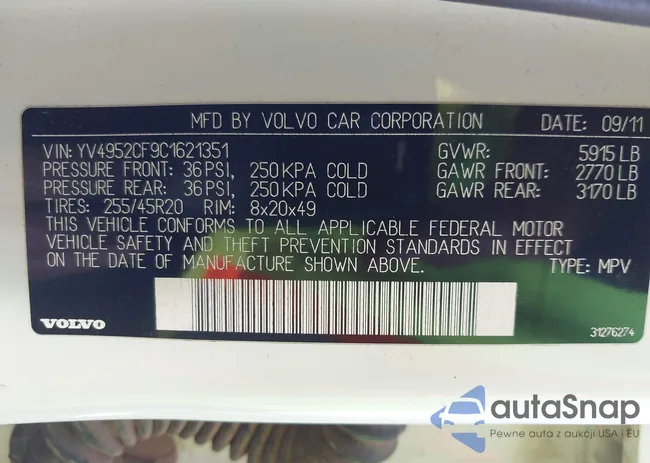 MFD BY VOLVO CAR CORPORATION DATE: 09/11
VIN: YV4952CF9C1621351 GVWR: 5915 LB
PRESSURE FRONT: 36 PSI, 250 KPA COLD GAWR FRONT: 2770 LB
PRESSURE REAR: 36 PSI, 250 KPA COLD GAWR REAR: 3170 LB
TIRES: 255/45R20 RIM: 8x20x49
THIS VEHICLE CONFORMS TO ALL APPLICABLE FEDERAL MOTOR
VEHICLE SAFETY AND THEFT PREVENTION STANDARDS IN EFFECT
ON THE DATE OF MANUFACTURE SHOWN ABOVE. TYPE: MPV
VOLVO 31276274
autaSnap
Pewne auta z aukcji USA i EU